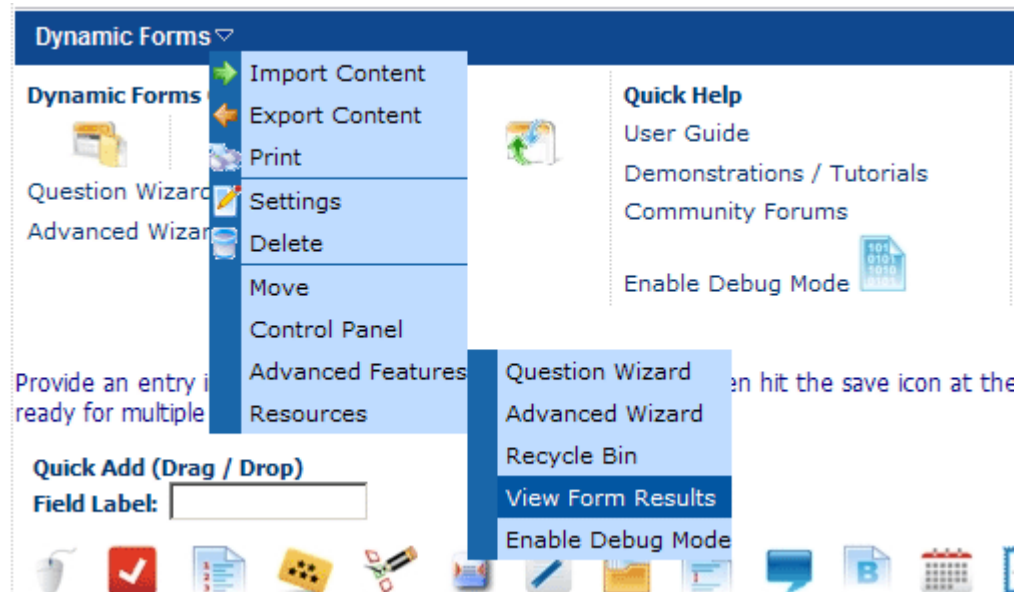 Dynamic Forms
Dynamic Forms
Question Wizard
Advanced Wizar
Import Content
Export Content
Print
Settings
Delete
Move
Control Panel
Advanced Features
Resources
Question Wizard
Advanced Wizard
Recycle Bin
View Form Results
Enable Debug Mode
Quick Help
User Guide
Demonstrations / Tutorials
Community Forums
Enable Debug Mode
Provide an entry i
en hit the save icon at the
ready for multiple
Quick Add (Drag / Drop)
Field Label: